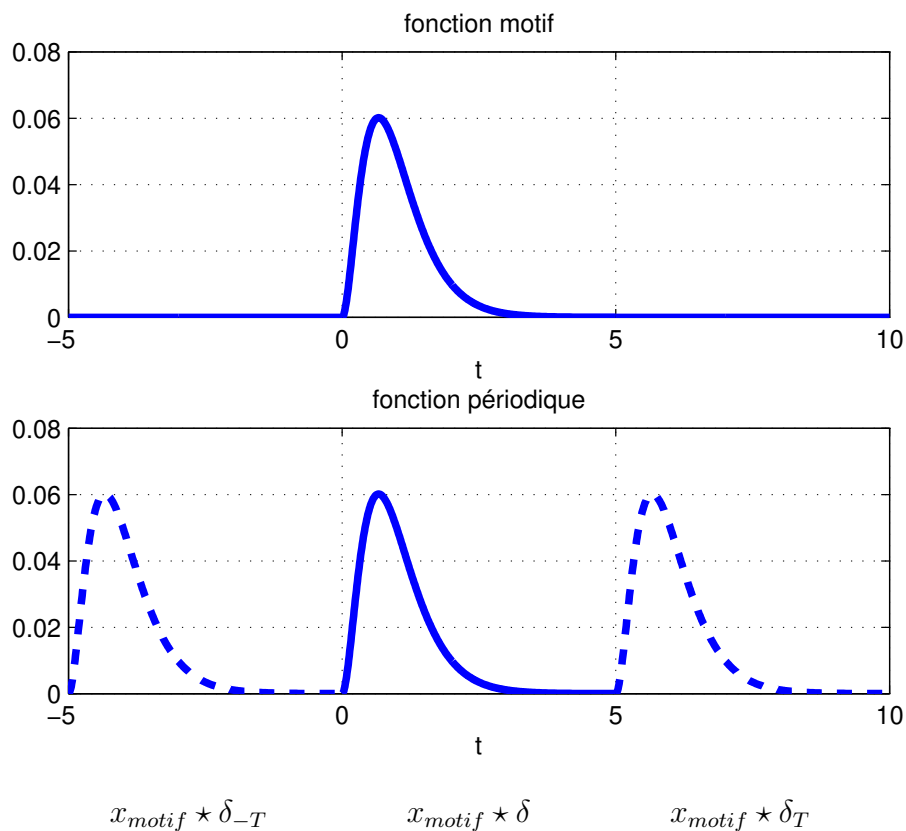 fonction motif
0.08
0.06
0.04
0.02
0
−5 0 5 10
t
fonction périodique
0.08
0.06
0.04
0.02
0
−5 0 5 10
t
x_{motif} ⋆ δ_{−T} x_{motif} ⋆ δ x_{motif} ⋆ δ_T